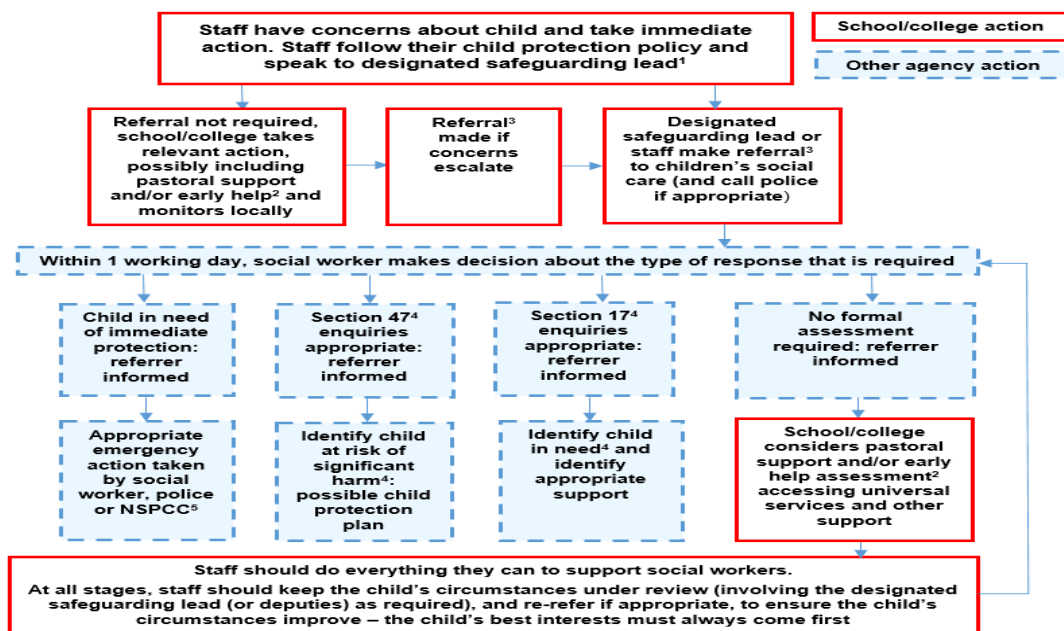 Staff have concerns about child and take immediate
action. Staff follow their child protection policy and
speak to designated safeguarding lead¹
School/college action
Other agency action
Referral not required,
school/college takes
relevant action,
possibly including
pastoral support
and/or early help² and
monitors locally
Referral³
made if
concerns
escalate
Designated
safeguarding lead or
staff make referral³
to children's social
care (and call police
if appropriate)
Within 1 working day, social worker makes decision about the type of response that is required
Child in need
of immediate
protection:
referrer
informed
Section 47⁴
enquiries
appropriate:
referrer
informed
Section 17⁴
enquiries
appropriate:
referrer
informed
No formal
assessment
required: referrer
informed
Appropriate
emergency
action taken
by social
worker, police
or NSPCC⁵
Identify child
at risk of
significant
harm⁴:
possible child
protection
plan
Identify child
in need⁴ and
identify
appropriate
support
School/college
considers pastoral
support and/or early
help assessment²
accessing universal
services and other
support
Staff should do everything they can to support social workers.
At all stages, staff should keep the child's circumstances under review (involving the designated
safeguarding lead (or deputies) as required), and re-refer if appropriate, to ensure the child's
circumstances improve – the child's best interests must always come first